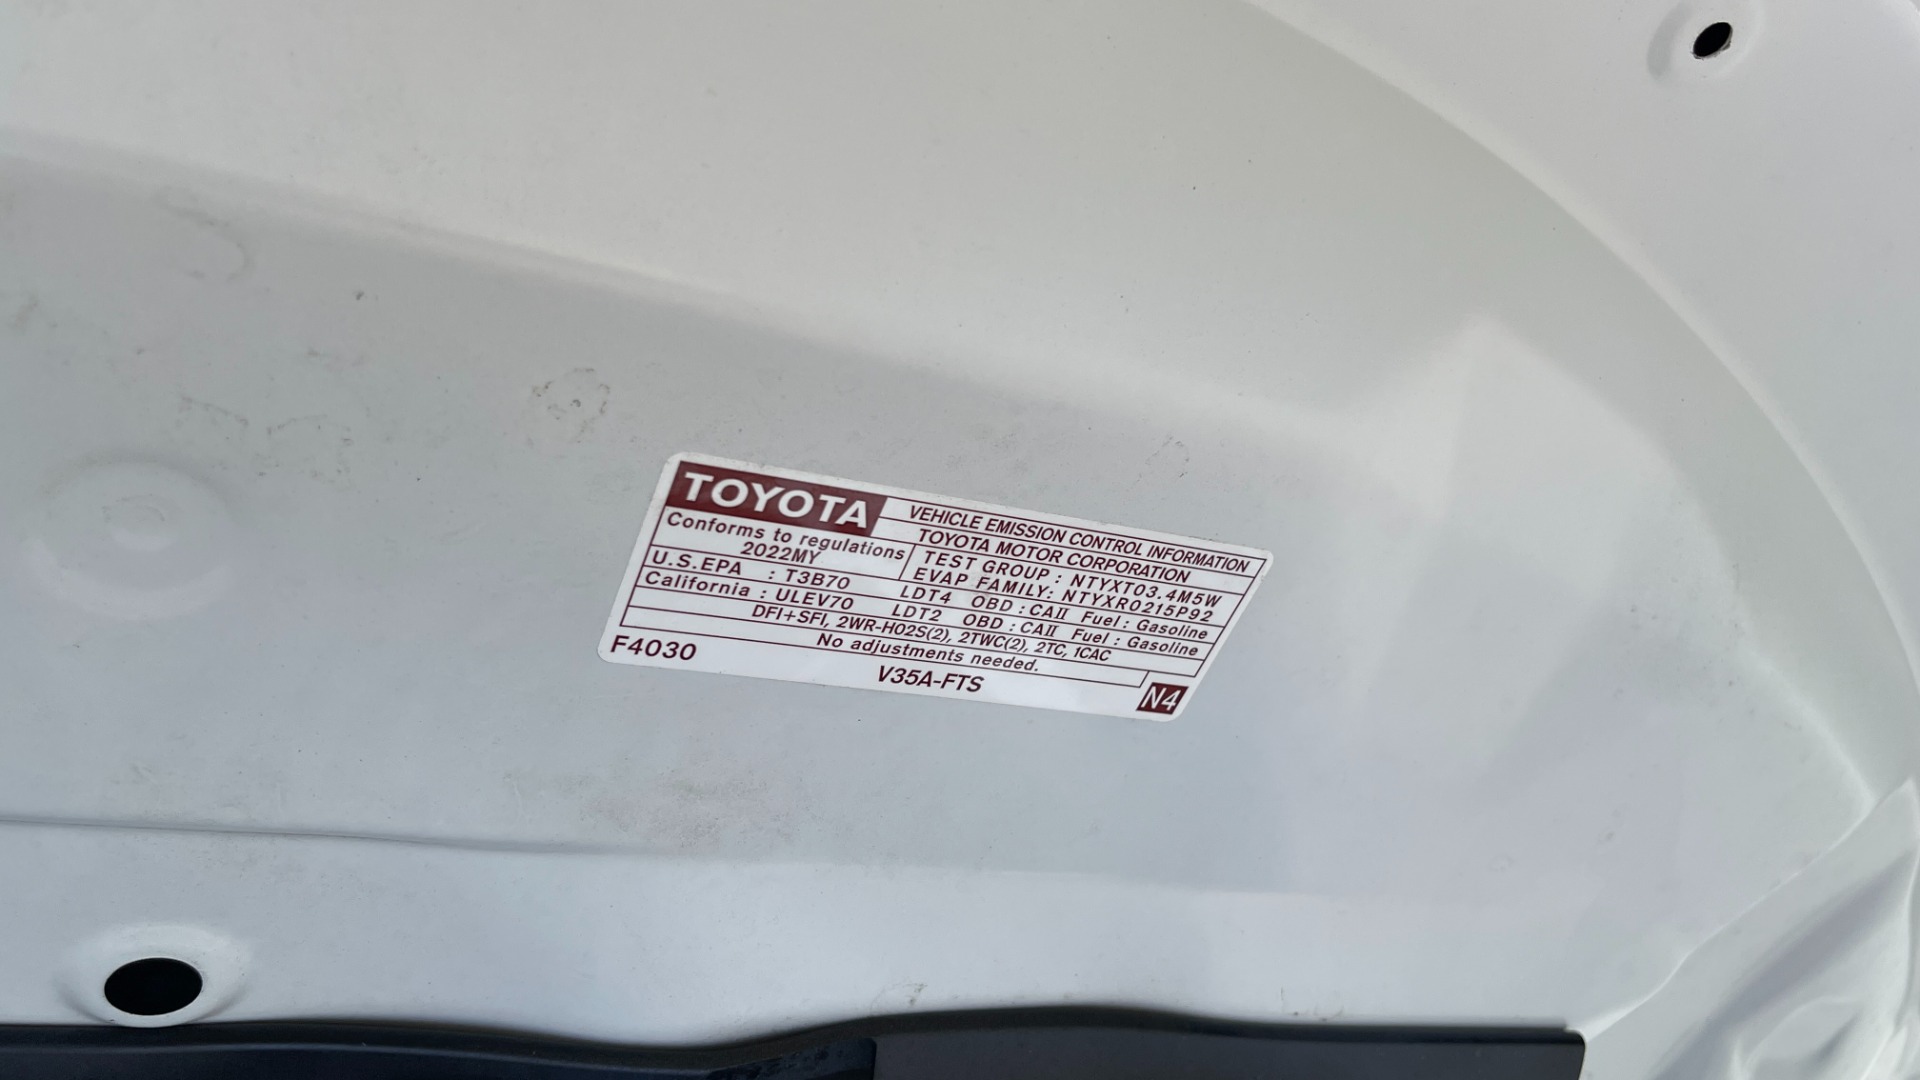 TOYOTA
VEHICLE EMISSION CONTROL INFORMATION
TOYOTA MOTOR CORPORATION
Conforms to regulations
2022MY
TEST GROUP : NTYXT03.4M5W
EVAP FAMILY: NTYXR0215P92
U.S.EPA : T3B70 LDT4 OBD : CAII Fuel : Gasoline
California : ULEV70 LDT2 OBD : CAII Fuel : Gasoline
DFI+SFI, 2WR-HO2S(2), 2TWC(2), 2TC, 1CAC
No adjustments needed.
F4030
V35A-FTS
N4